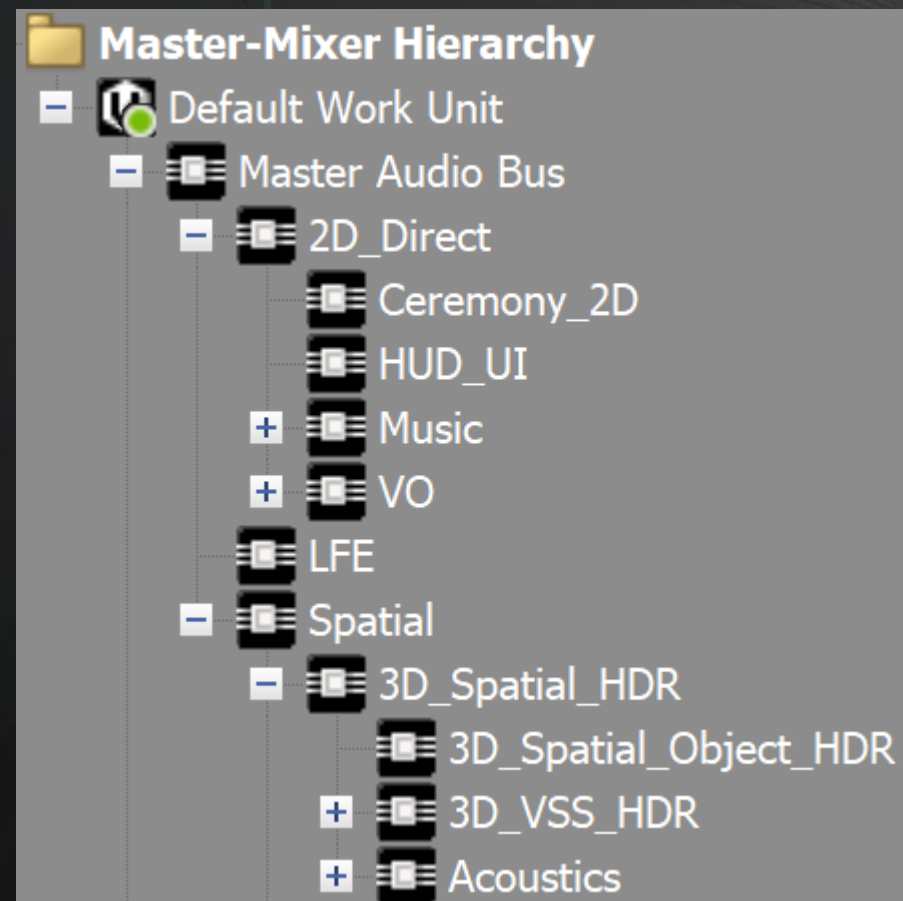 Master-Mixer Hierarchy
Default Work Unit
Master Audio Bus
2D_Direct
Ceremony_2D
HUD_UI
Music
VO
LFE
Spatial
3D_Spatial_HDR
3D_Spatial_Object_HDR
3D_VSS_HDR
Acoustics